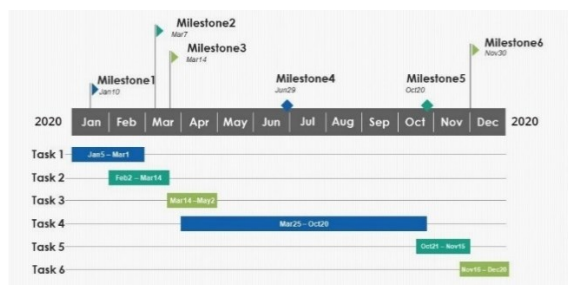 Milestone2
Mar7
Milestone3
Mar14
Milestone6
Nov30
Milestone1
Jan10
Milestone4
Jun29
Milestone5
Oct20
2020 Jan Feb Mar Apr May Jun Jul Aug Sep Oct Nov Dec 2020
Task 1 Jan5 – Mar1
Task 2 Feb2 – Mar14
Task 3 Mar14 – May2
Task 4 Mar25 – Oct20
Task 5 Oct21 – Nov15
Task 6